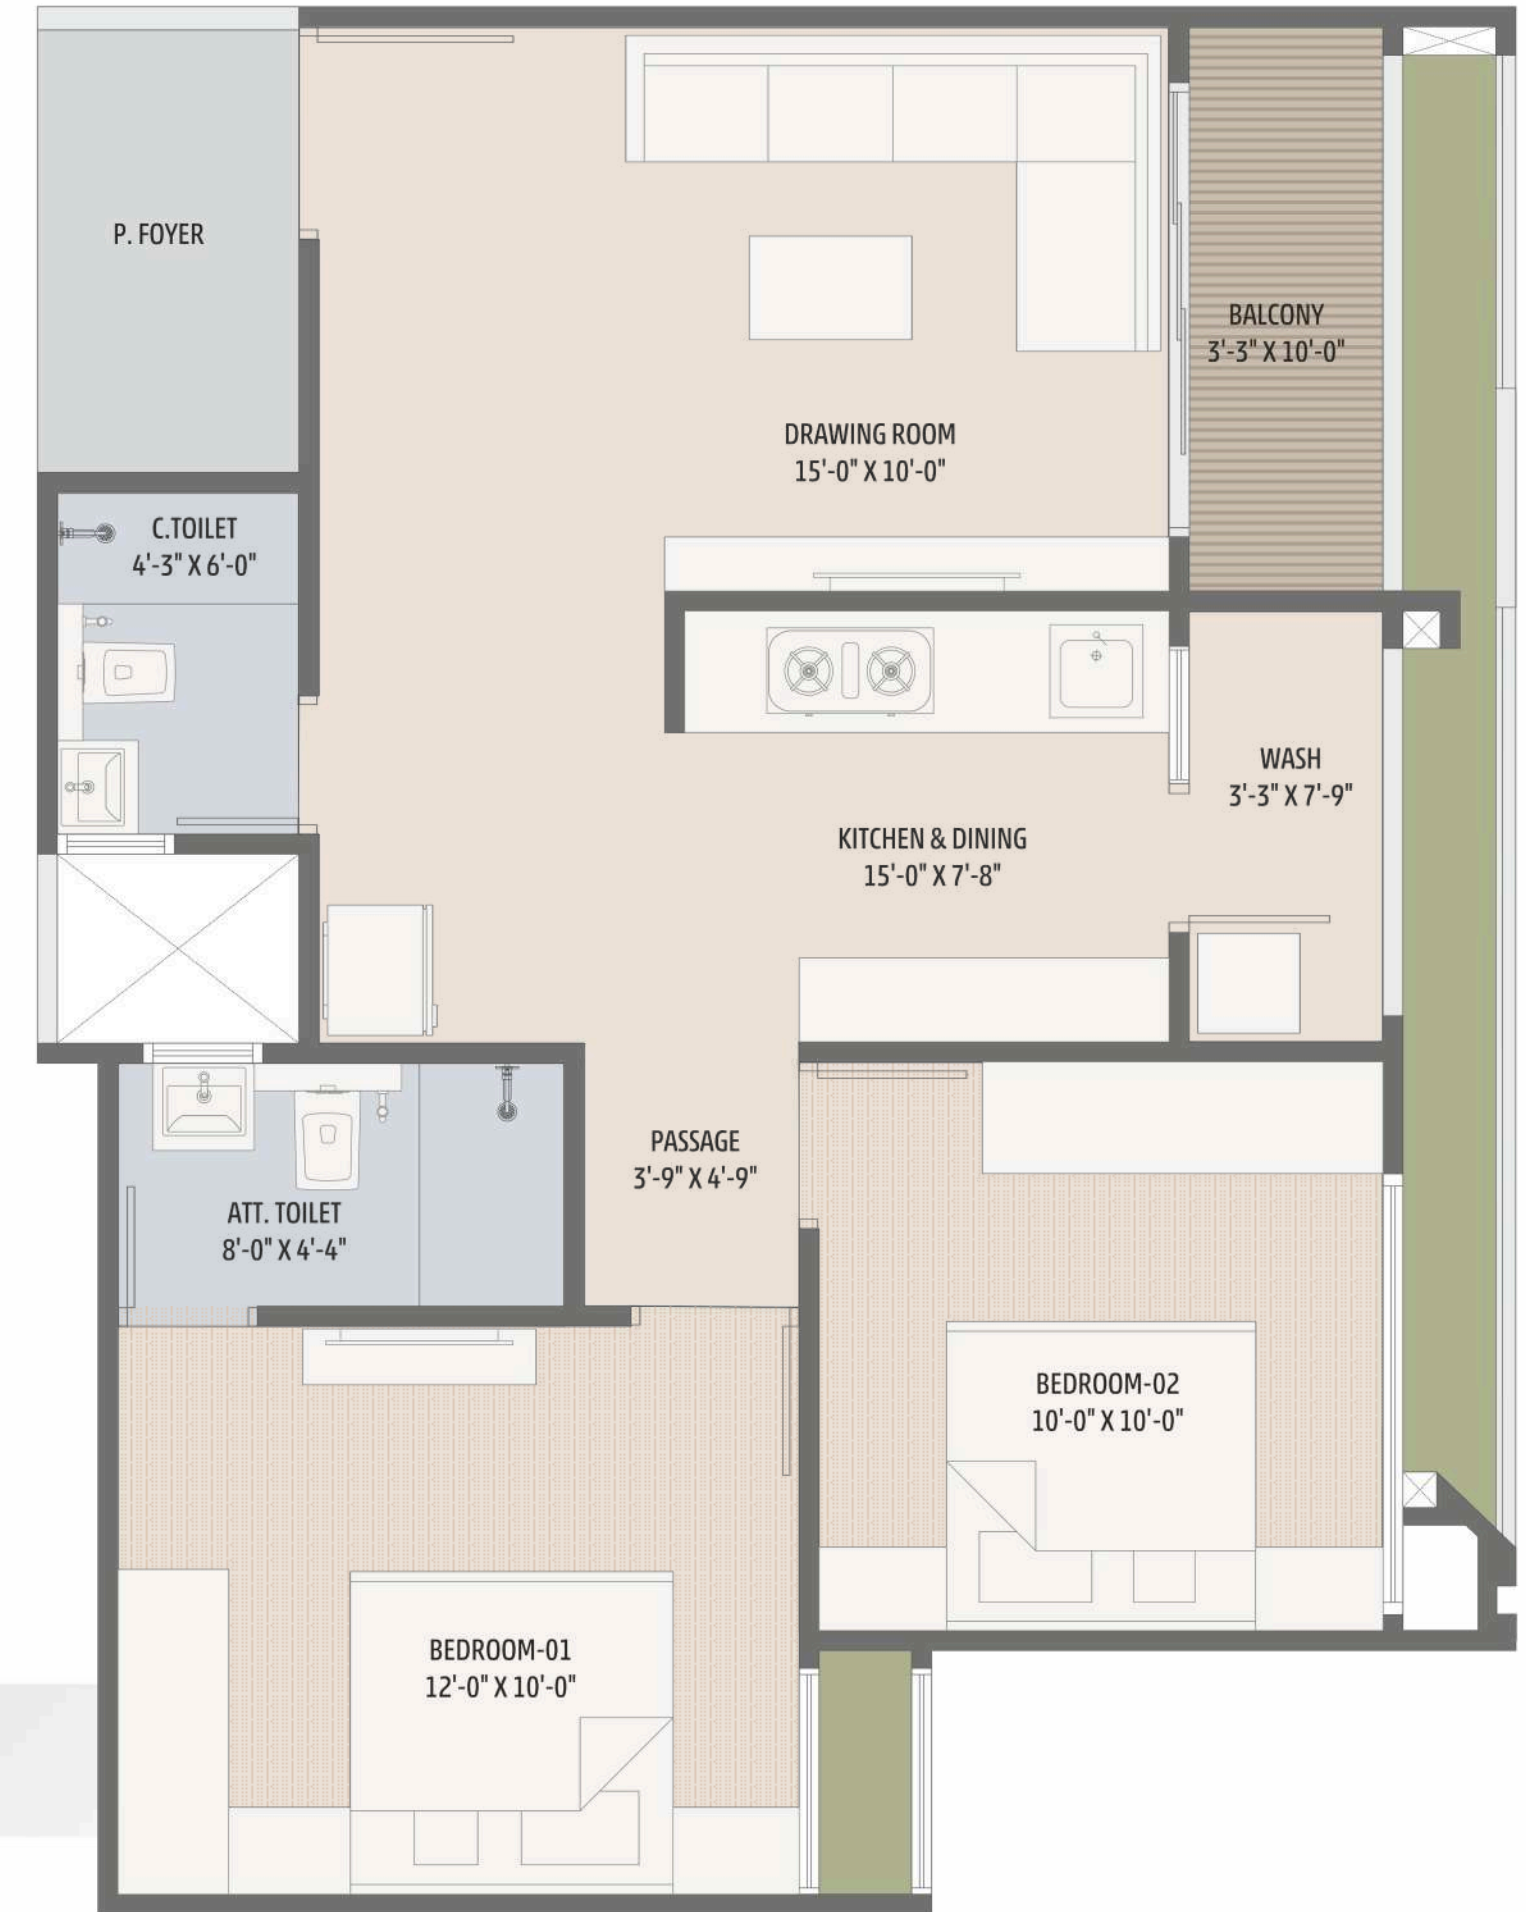 P. FOYER
BALCONY
3'-3" X 10'-0"
DRAWING ROOM
15'-0" X 10'-0"
C.TOILET
4'-3" X 6'-0"
WASH
3'-3" X 7'-9"
KITCHEN & DINING
15'-0" X 7'-8"
PASSAGE
3'-9" X 4'-9"
ATT. TOILET
8'-0" X 4'-4"
BEDROOM-02
10'-0" X 10'-0"
BEDROOM-01
12'-0" X 10'-0"